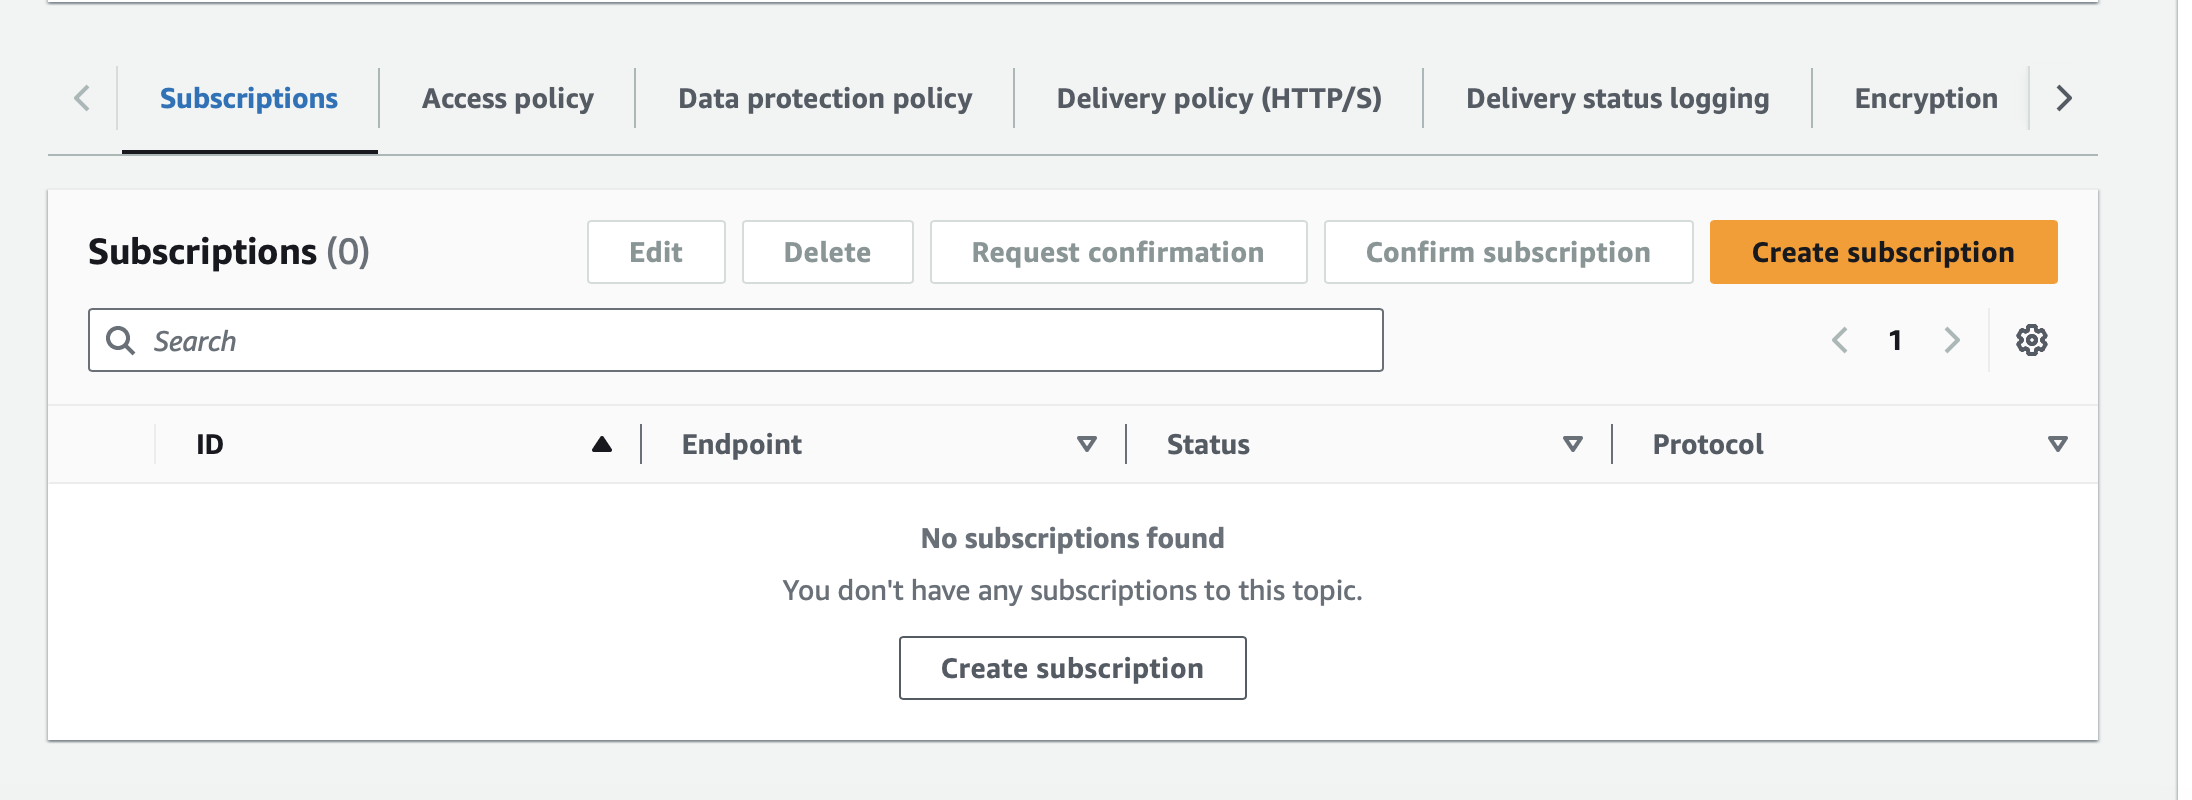 Subscriptions Access policy Data protection policy Delivery policy (HTTP/S) Delivery status logging Encryption
Subscriptions (0) Edit Delete Request confirmation Confirm subscription Create subscription
Search 1
ID Endpoint Status Protocol
No subscriptions found
You don't have any subscriptions to this topic.
Create subscription